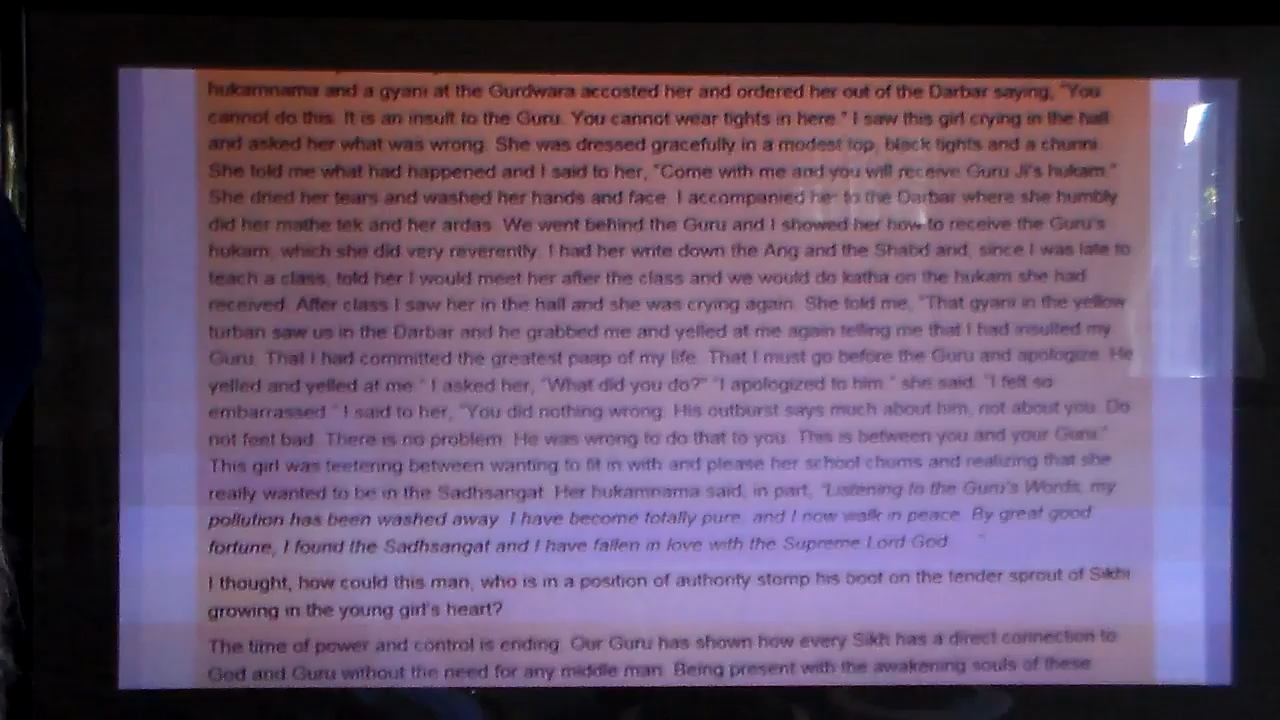 hukamnama and a gyani at the Gurdwara accosted her and ordered her out of the Darbar saying, "You
cannot do this. It is an insult to the Guru. You cannot wear tights in here." I saw this girl crying in the hall
and asked her what was wrong. She was dressed gracefully in a modest top, black tights and a chunni.
She told me what had happened and I said to her, "Come with me and you will receive Guru Ji's hukam."
She dried her tears and washed her hands and face. I accompanied her to the Darbar where she humbly
did her mathe tek and her ardas. We went behind the Guru and I showed her how to receive the Guru's
hukam, which she did very reverently. I had her write down the Ang and the Shabd and, since I was late to
teach a class, told her I would meet her after the class and we would do katha on the hukam she had
received. After class I saw her in the hall and she was crying again. She told me, "That gyani in the yellow
turban saw us in the Darbar and he grabbed me and yelled at me again telling me that I had insulted my
Guru. That I had committed the greatest paap of my life. That I must go before the Guru and apologize. He
yelled and yelled at me." I asked her, "What did you do?" "I apologized to him." she said. "I felt so
embarrassed." I said to her, "You did nothing wrong. His outburst says much about him, not about you. Do
not feel bad. There is no problem. He was wrong to do that to you. This is between you and your Guru."
This girl was teetering between wanting to fit in with and please her school chums and realizing that she
really wanted to be in the Sadhsangat. Her hukamnama said, in part, "Listening to the Guru's Words, my
pollution has been washed away. I have become totally pure, and I now walk in peace. By great good
fortune, I found the Sadhsangat and I have fallen in love with the Supreme Lord God. "
I thought, how could this man, who is in a position of authority stomp his boot on the tender sprout of Sikhi
growing in the young girl's heart?
The time of power and control is ending. Our Guru has shown how every Sikh has a direct connection to
God and Guru without the need for any middle man. Being present with the awakening souls of these